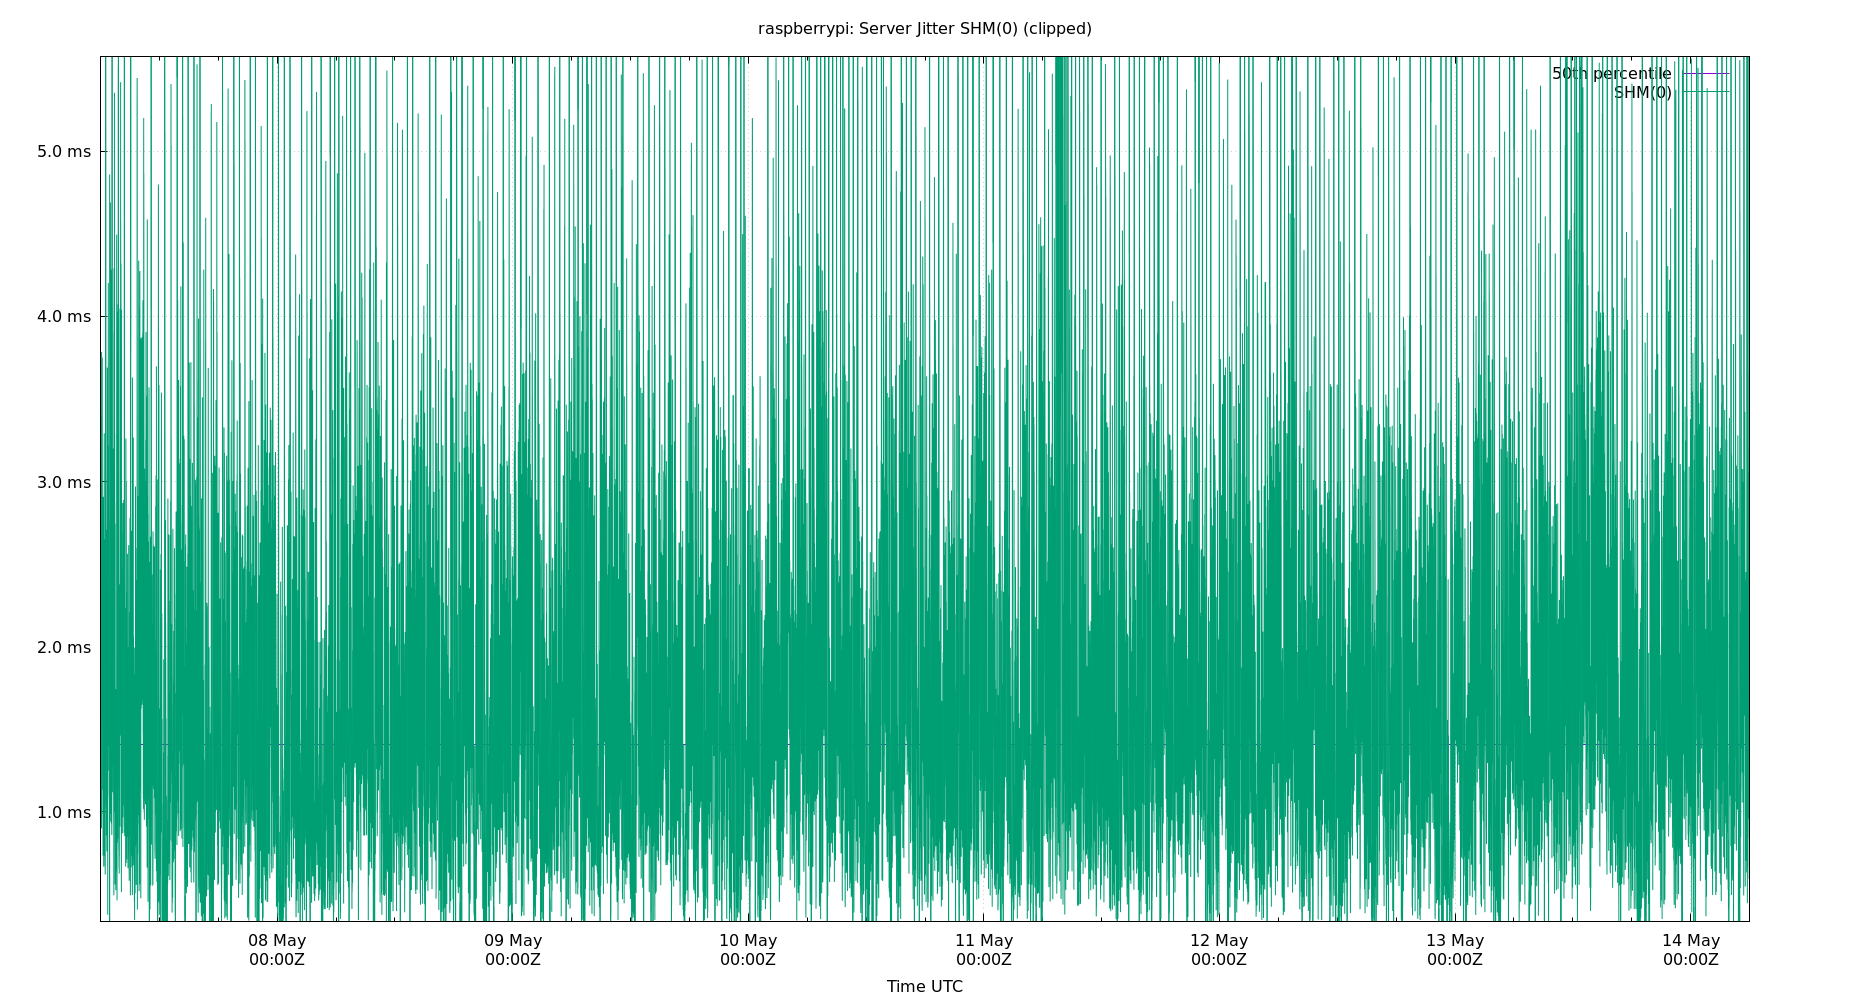 raspberrypi: Server Jitter SHM(0) (clipped)
50th percentile
SHM(0)
5.0 ms
4.0 ms
3.0 ms
2.0 ms
1.0 ms
08 May 09 May 10 May 11 May 12 May 13 May 14 May
00:00Z 00:00Z 00:00Z 00:00Z 00:00Z 00:00Z 00:00Z
Time UTC